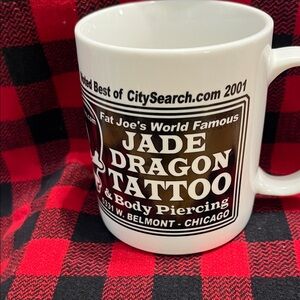 Best of CitySearch.com 2001
Fat Joe's World Famous
JADE
DRAGON
TATTOO
& Body Piercing
W. BELMONT - CHICAGO